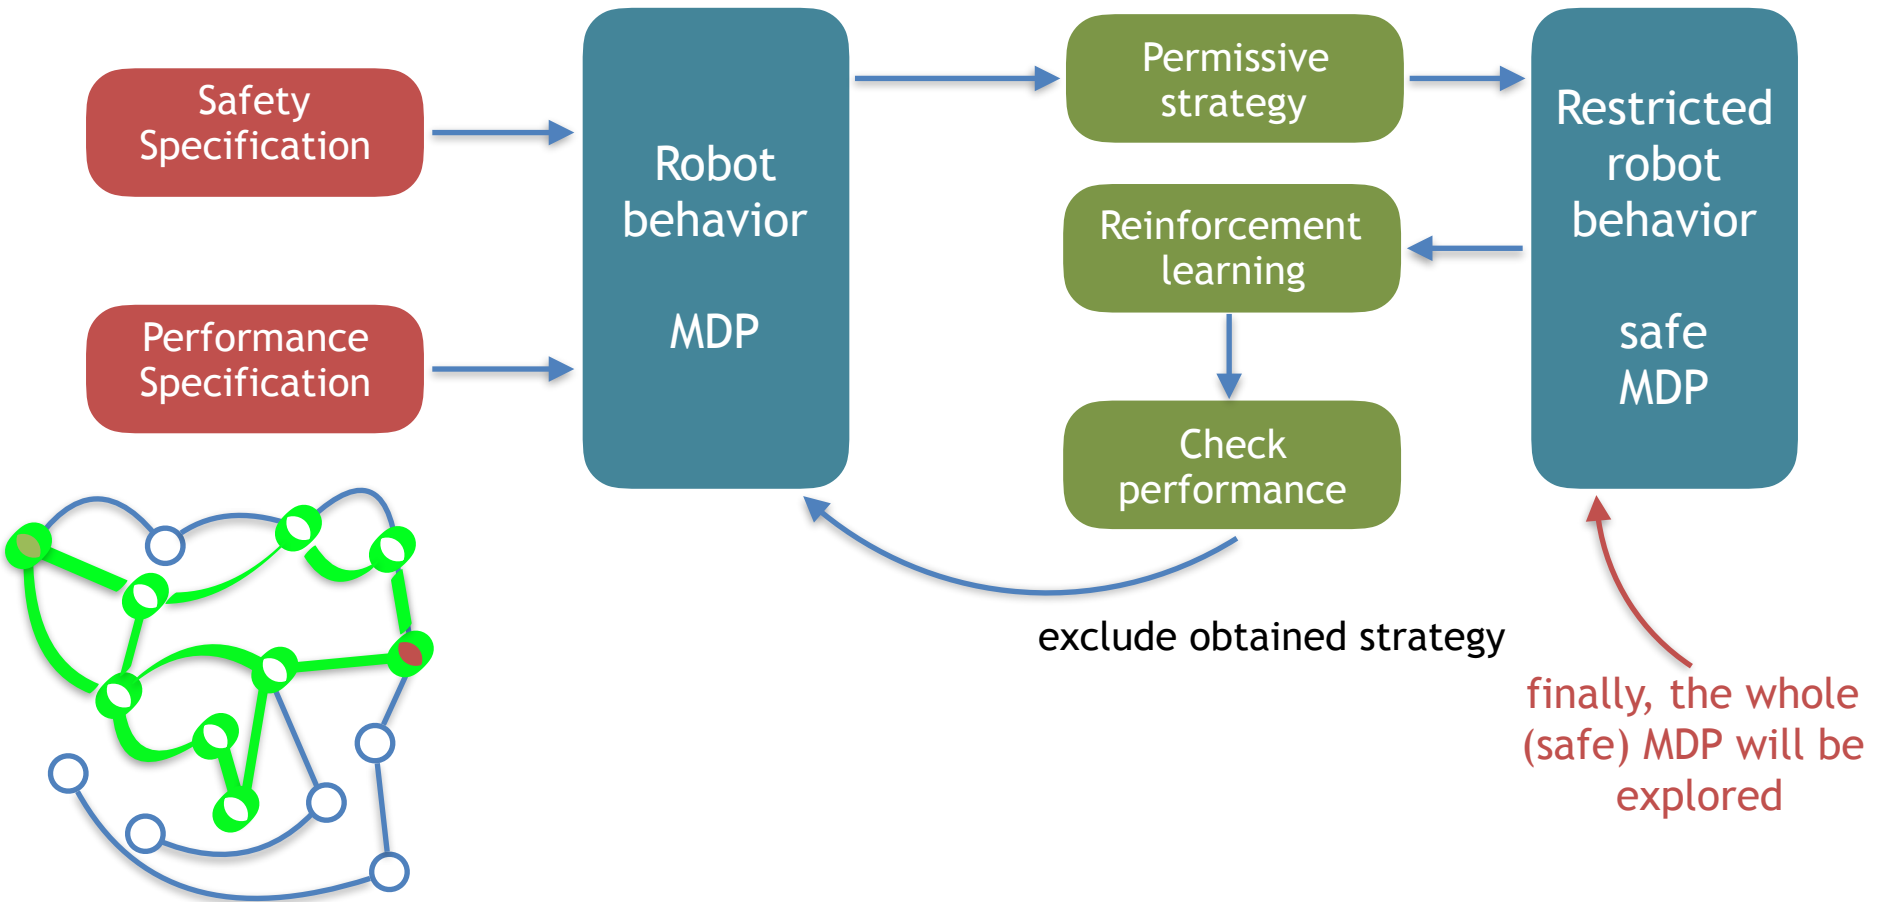 Safety
Specification
Performance
Specification
Robot
behavior
MDP
Permissive
strategy
Reinforcement
learning
Check
performance
Restricted
robot
behavior
safe
MDP
exclude obtained strategy
finally, the whole
(safe) MDP will be
explored